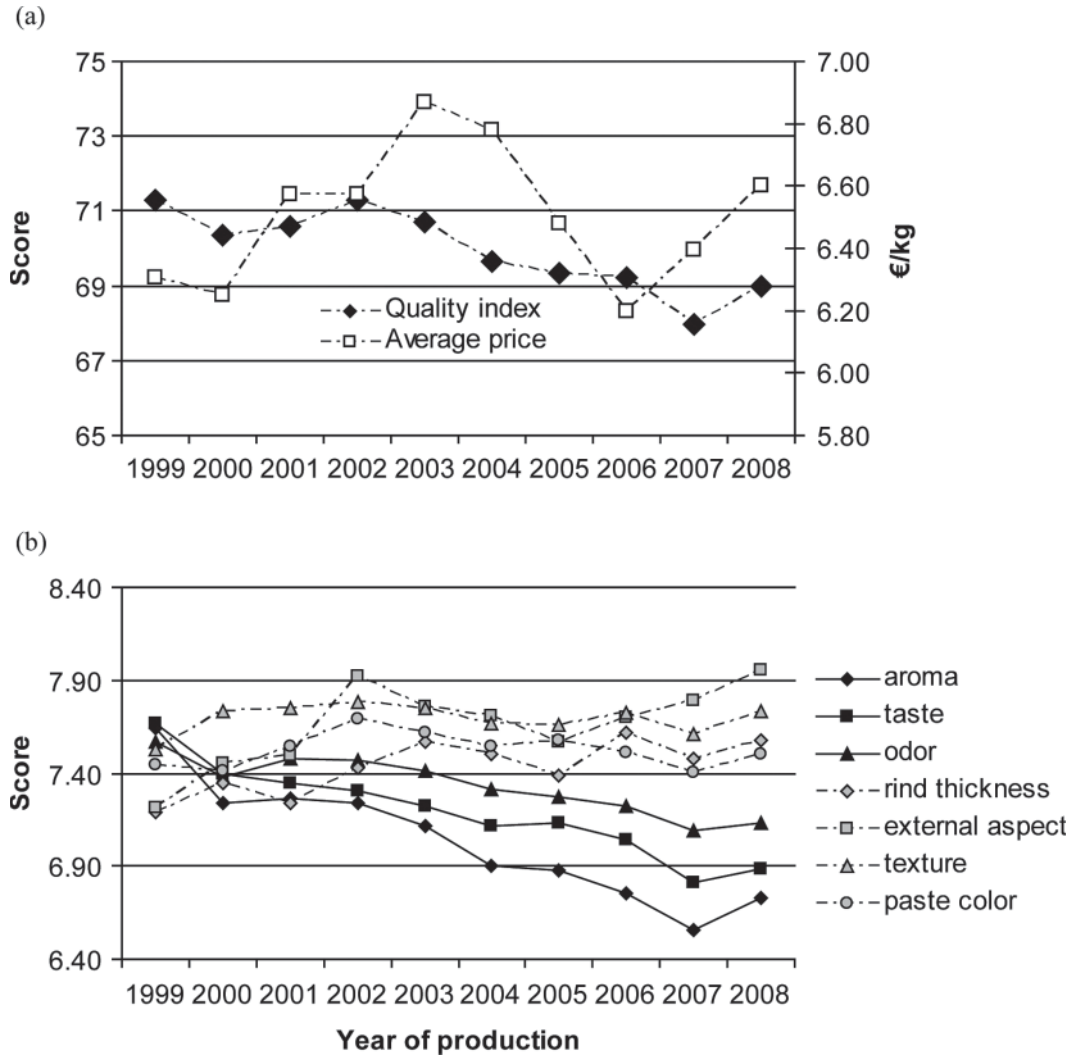 (a)
75
73
71
69
67
65
Score
7.00
6.80
6.60
6.40
6.20
6.00
5.80
€/kg
Quality index
Average price
1999 2000 2001 2002 2003 2004 2005 2006 2007 2008
(b)
8.40
7.90
7.40
6.90
6.40
Score
aroma
taste
odor
rind thickness
external aspect
texture
paste color
1999 2000 2001 2002 2003 2004 2005 2006 2007 2008
Year of production